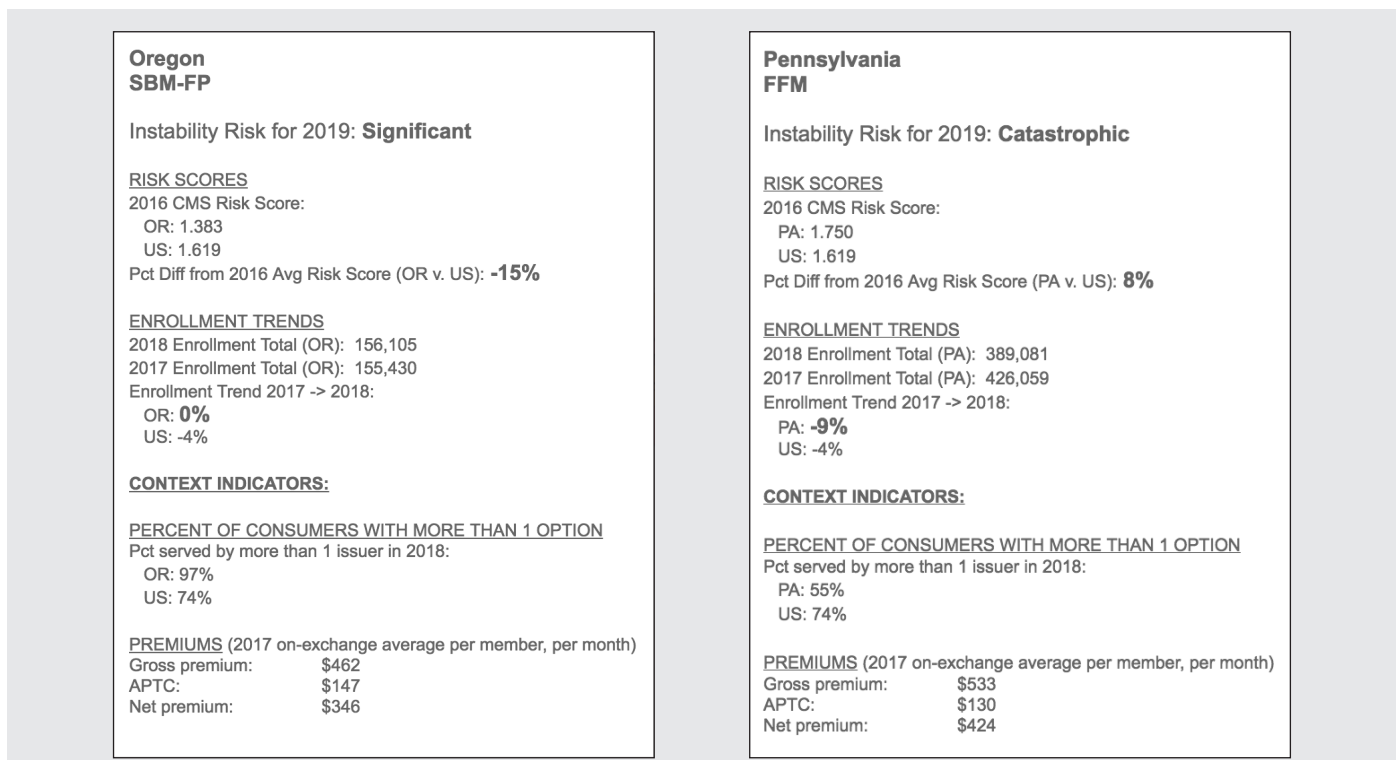 Oregon
SBM-FP
Instability Risk for 2019: Significant
RISK SCORES
2016 CMS Risk Score:
OR: 1.383
US: 1.619
Pct Diff from 2016 Avg Risk Score (OR v. US): -15%
ENROLLMENT TRENDS
2018 Enrollment Total (OR): 156,105
2017 Enrollment Total (OR): 155,430
Enrollment Trend 2017 -> 2018:
OR: 0%
US: -4%
CONTEXT INDICATORS:
PERCENT OF CONSUMERS WITH MORE THAN 1 OPTION
Pct served by more than 1 issuer in 2018:
OR: 97%
US: 74%
PREMIUMS (2017 on-exchange average per member, per month)
Gross premium: $462
APTC: $147
Net premium: $346
Pennsylvania
FFM
Instability Risk for 2019: Catastrophic
RISK SCORES
2016 CMS Risk Score:
PA: 1.750
US: 1.619
Pct Diff from 2016 Avg Risk Score (PA v. US): 8%
ENROLLMENT TRENDS
2018 Enrollment Total (PA): 389,081
2017 Enrollment Total (PA): 426,059
Enrollment Trend 2017 -> 2018:
PA: -9%
US: -4%
CONTEXT INDICATORS:
PERCENT OF CONSUMERS WITH MORE THAN 1 OPTION
Pct served by more than 1 issuer in 2018:
PA: 55%
US: 74%
PREMIUMS (2017 on-exchange average per member, per month)
Gross premium: $533
APTC: $130
Net premium: $424